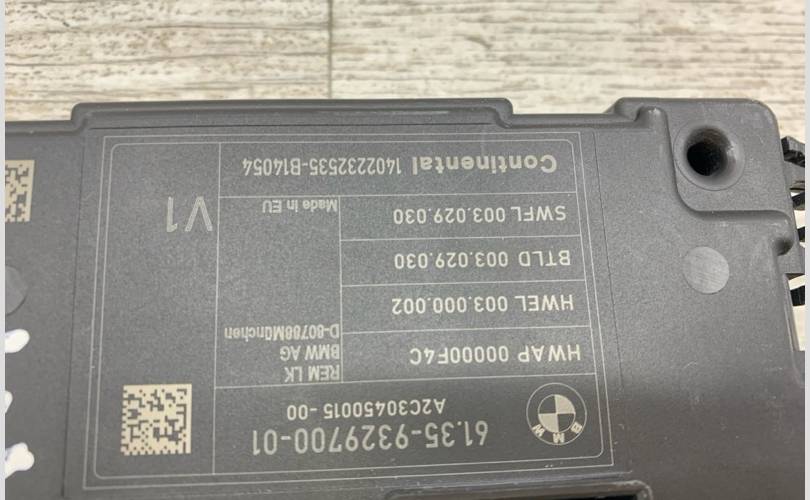 BMW
61.35-9329700-01
A2C30450015-00
HWAP 00000F4C
REM LK
BMW AG
D-80788München
HWEL 003.000.002
BTLD 003.029.030
SWFL 003.029.030
Made in EU
V1
Continental 1402232535-B14054